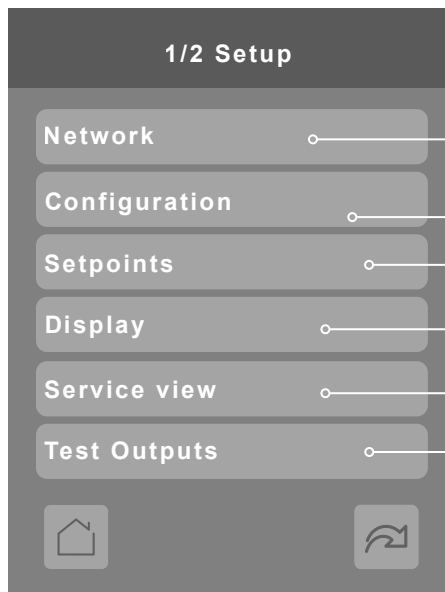 1/2 Setup
Network
Configuration
Setpoints
Display
Service view
Test Outputs